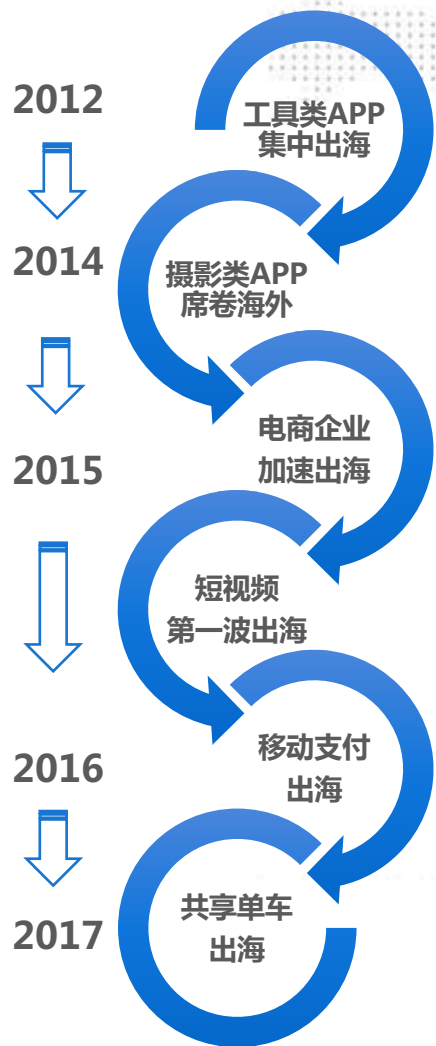 2012
工具类APP
集中出海
2014
摄影类APP
席卷海外
电商企业
2015
加速出海
短视频
第一波出海
移动支付
2016
出海
共享单车
2017
出海